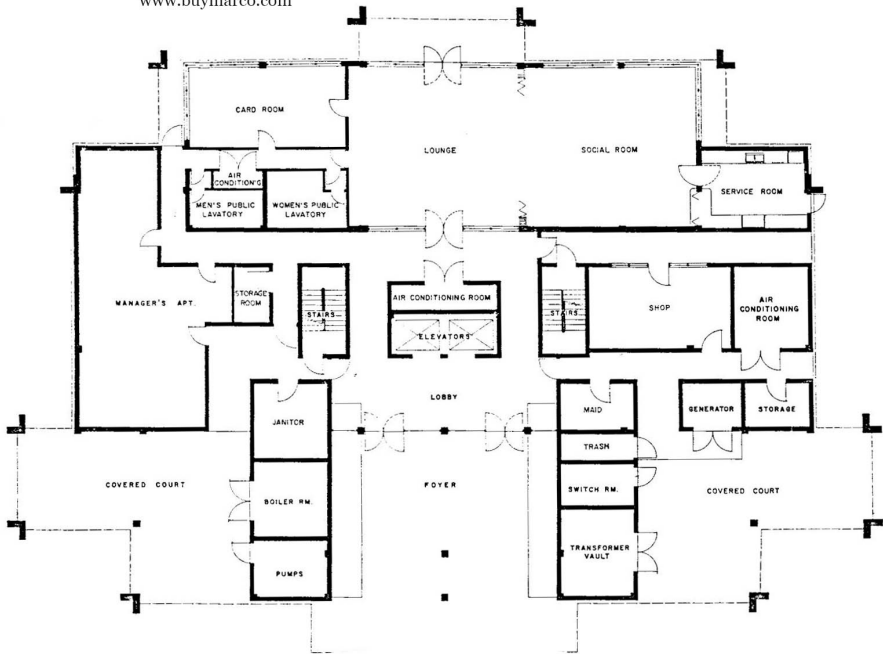 www.buymarco.com
CARD ROOM
LOUNGE
SOCIAL ROOM
AIR
CONDITION'G
SERVICE ROOM
MEN'S PUBLIC
LAVATORY
WOMEN'S PUBLIC
LAVATORY
MANAGER'S APT.
STORAGE
ROOM
STAIRS
AIR CONDITIONING ROOM
ELEVATORS
STAIRS
SHOP
AIR
CONDITIONING
ROOM
LOBBY
JANITOR
MAID
GENERATOR
STORAGE
TRASH
COVERED COURT
BOILER RM.
FOYER
SWITCH RM.
COVERED COURT
PUMPS
TRANSFORMER
VAULT